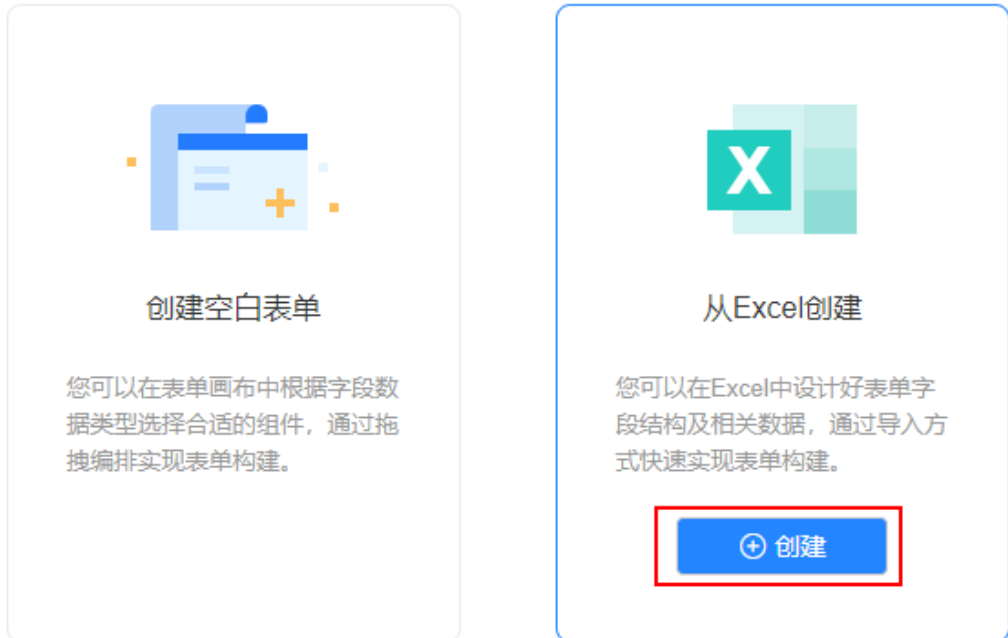 创建空白表单
您可以在表单画布中根据字段数
据类型选择合适的组件，通过拖
拽编排实现表单构建。
X
从Excel创建
您可以在Excel中设计好表单字
段结构及相关数据，通过导入方
式快速实现表单构建。
创建